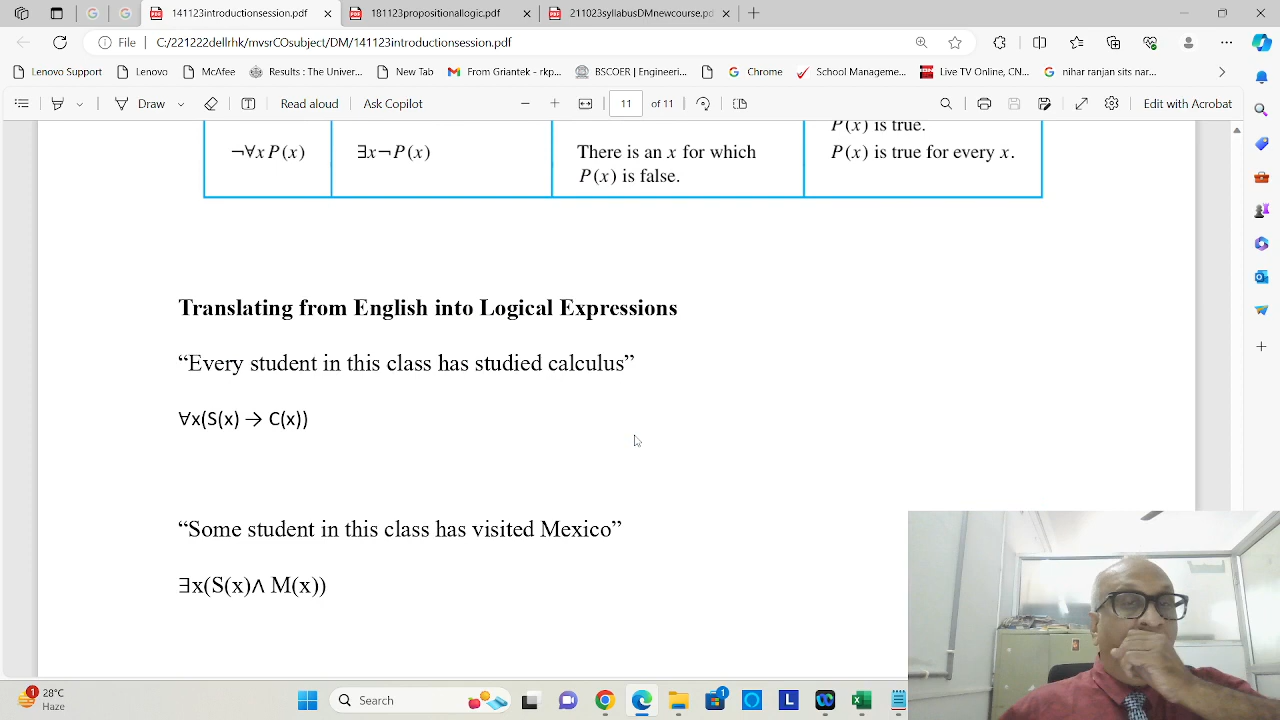 141123introductionsession.pdf
181123propositionallogic.pdf
211023syllabusDMnewcourse.pd
File
C:/221222dellrhk/mvsrCOsubject/DM/141123introductionsession.pdf
Lenovo Support
Lenovo
McAfee
Results : The Univer...
New Tab
From Griantek - rkp...
BSCOER | Engineeri...
Chrome
School Manageme...
Live TV Online, CN...
nihar ranjan sits nar...
Draw
Read aloud
Ask Copilot
11 of 11
Edit with Acrobat
P(x) is true.
¬∀x P(x)
∃x¬P(x)
There is an x for which
P(x) is false.
P(x) is true for every x.
Translating from English into Logical Expressions
“Every student in this class has studied calculus”
∀x(S(x) → C(x))
“Some student in this class has visited Mexico”
∃x(S(x)∧ M(x))
1
28°C
Haze
Search
1